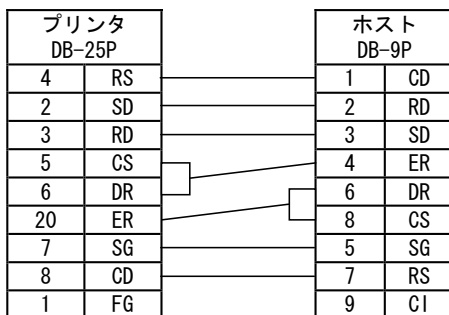 プリンタ ホスト
DB-25P DB-9P
4 RS 1 CD
2 SD 2 RD
3 RD 3 SD
5 CS 4 ER
6 DR 6 DR
20 ER 8 CS
7 SG 5 SG
8 CD 7 RS
1 FG 9 CI